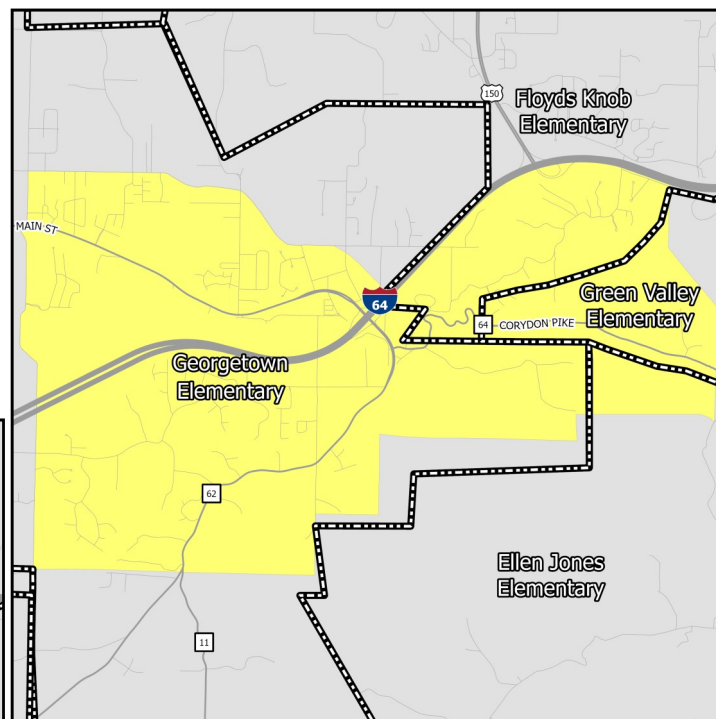 150
Floyds Knob
Elementary
MAIN ST
64
Green Valley
Elementary
64
CORYDON PIKE
Georgetown
Elementary
62
Ellen Jones
Elementary
11